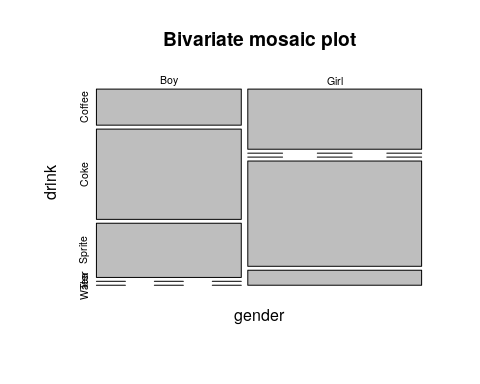 Bivariate mosaic plot
Boy
Girl
Coffee
Coke
Sprite
Water
drink
gender